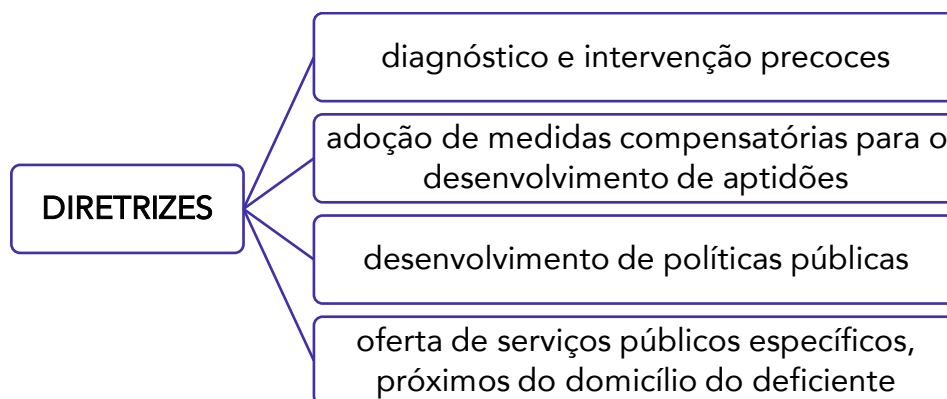 DIRETRIZES
diagnóstico e intervenção precoces
adoção de medidas compensatórias para o
desenvolvimento de aptidões
desenvolvimento de políticas públicas
oferta de serviços públicos específicos,
próximos do domicílio do deficiente